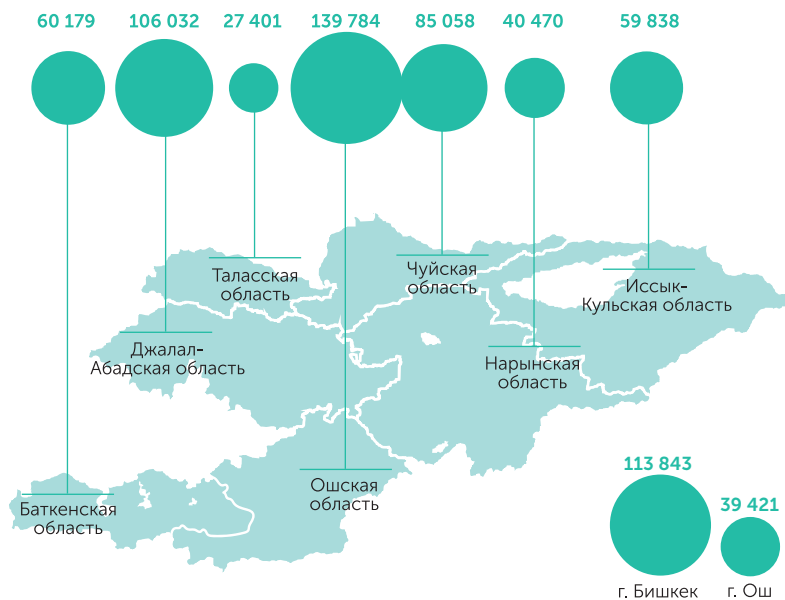 60 179
106 032
27 401
139 784
85 058
40 470
59 838
Таласская
область
Чуйская
область
Иссык-
Кульская область
Джалал-
Абадская область
Нарынская
область
Ошская
область
Баткенская
область
113 843
39 421
г. Бишкек
г. Ош